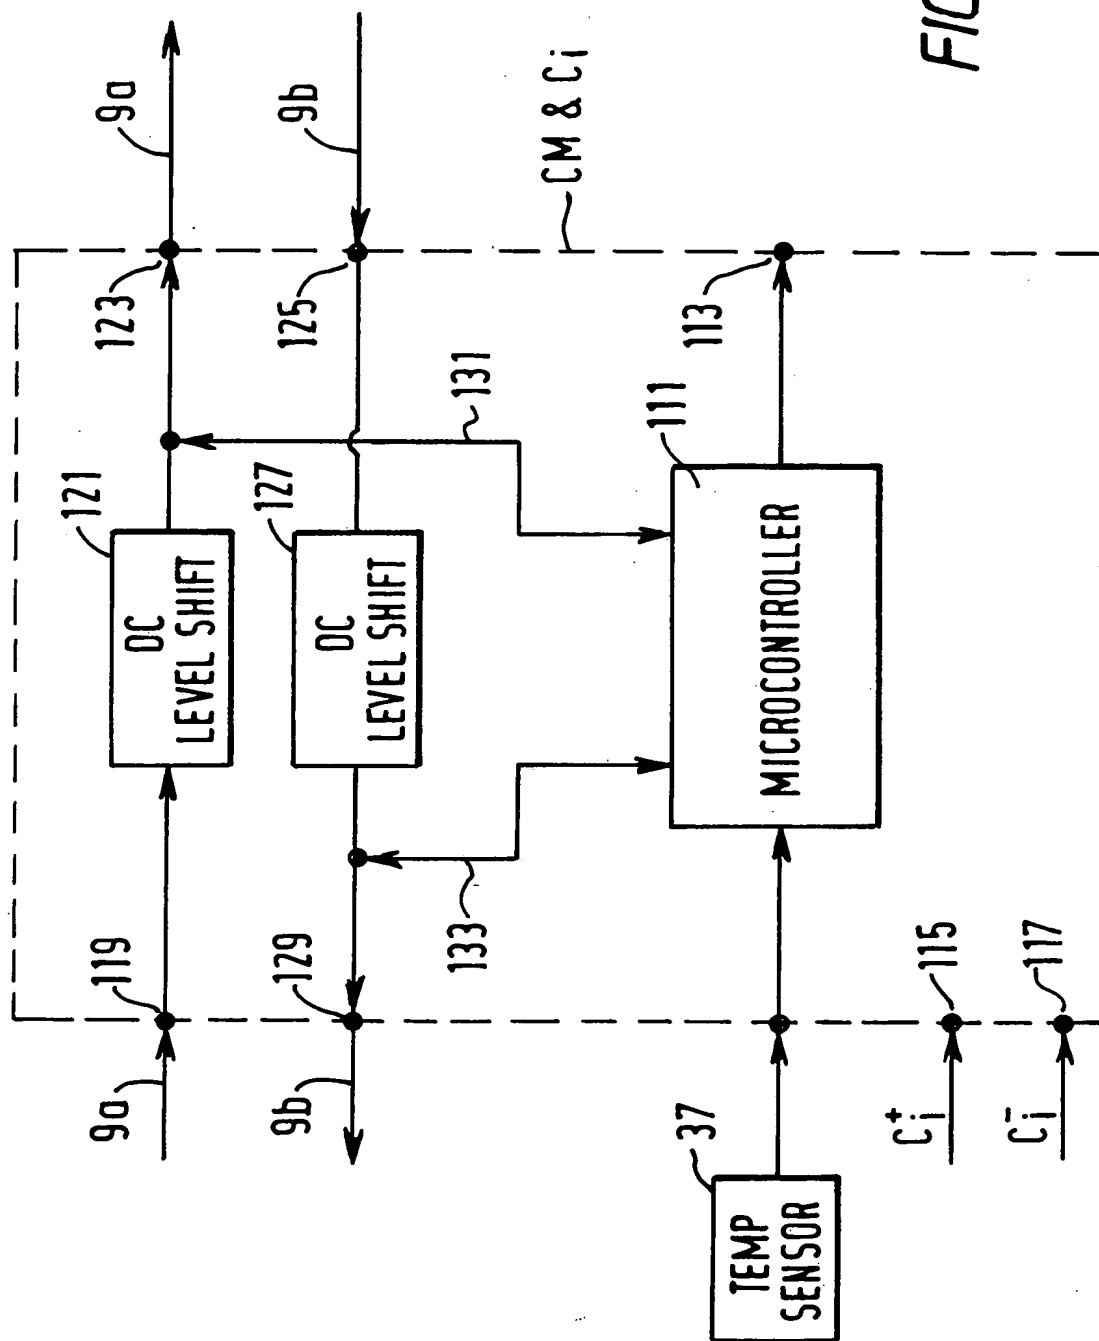 9a
119
121
DC
LEVEL SHIFT
123
9a
9b
129
127
DC
LEVEL SHIFT
125
9b
133
131
CM & Ci
37
TEMP
SENSOR
111
MICROCONTROLLER
113
Ci+
115
Ci-
117
FIG